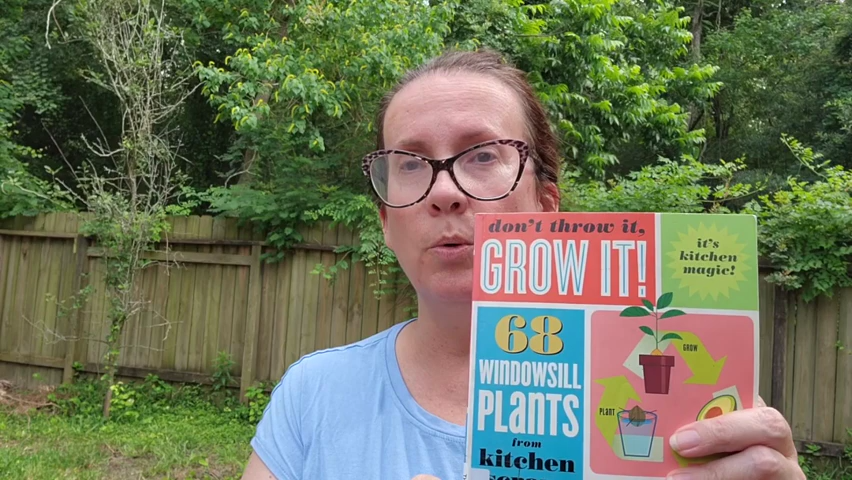 don't throw it,
GROW IT!
it's
kitchen
magic!
68
WINDOWSILL
PLANTS
from
kitchen
GROW
PLANT